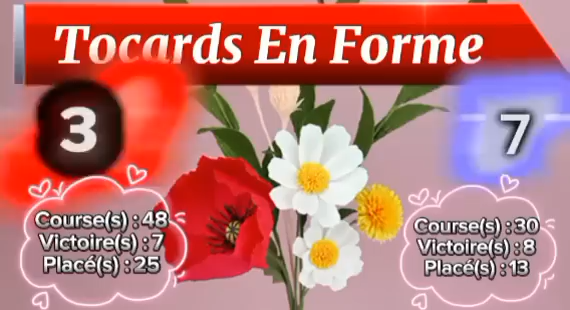 Tocards En Forme
3
7
Course(s) : 48
Victoire(s) : 7
Placé(s) : 25
Course(s) : 30
Victoire(s) : 8
Placé(s) : 13